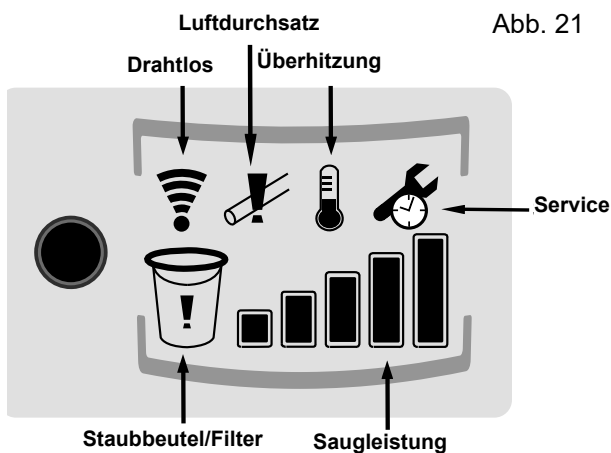 Luftdurchsatz
Abb. 21
Drahtlos
Überhitzung
Service
Staubbeutel/Filter
Saugleistung